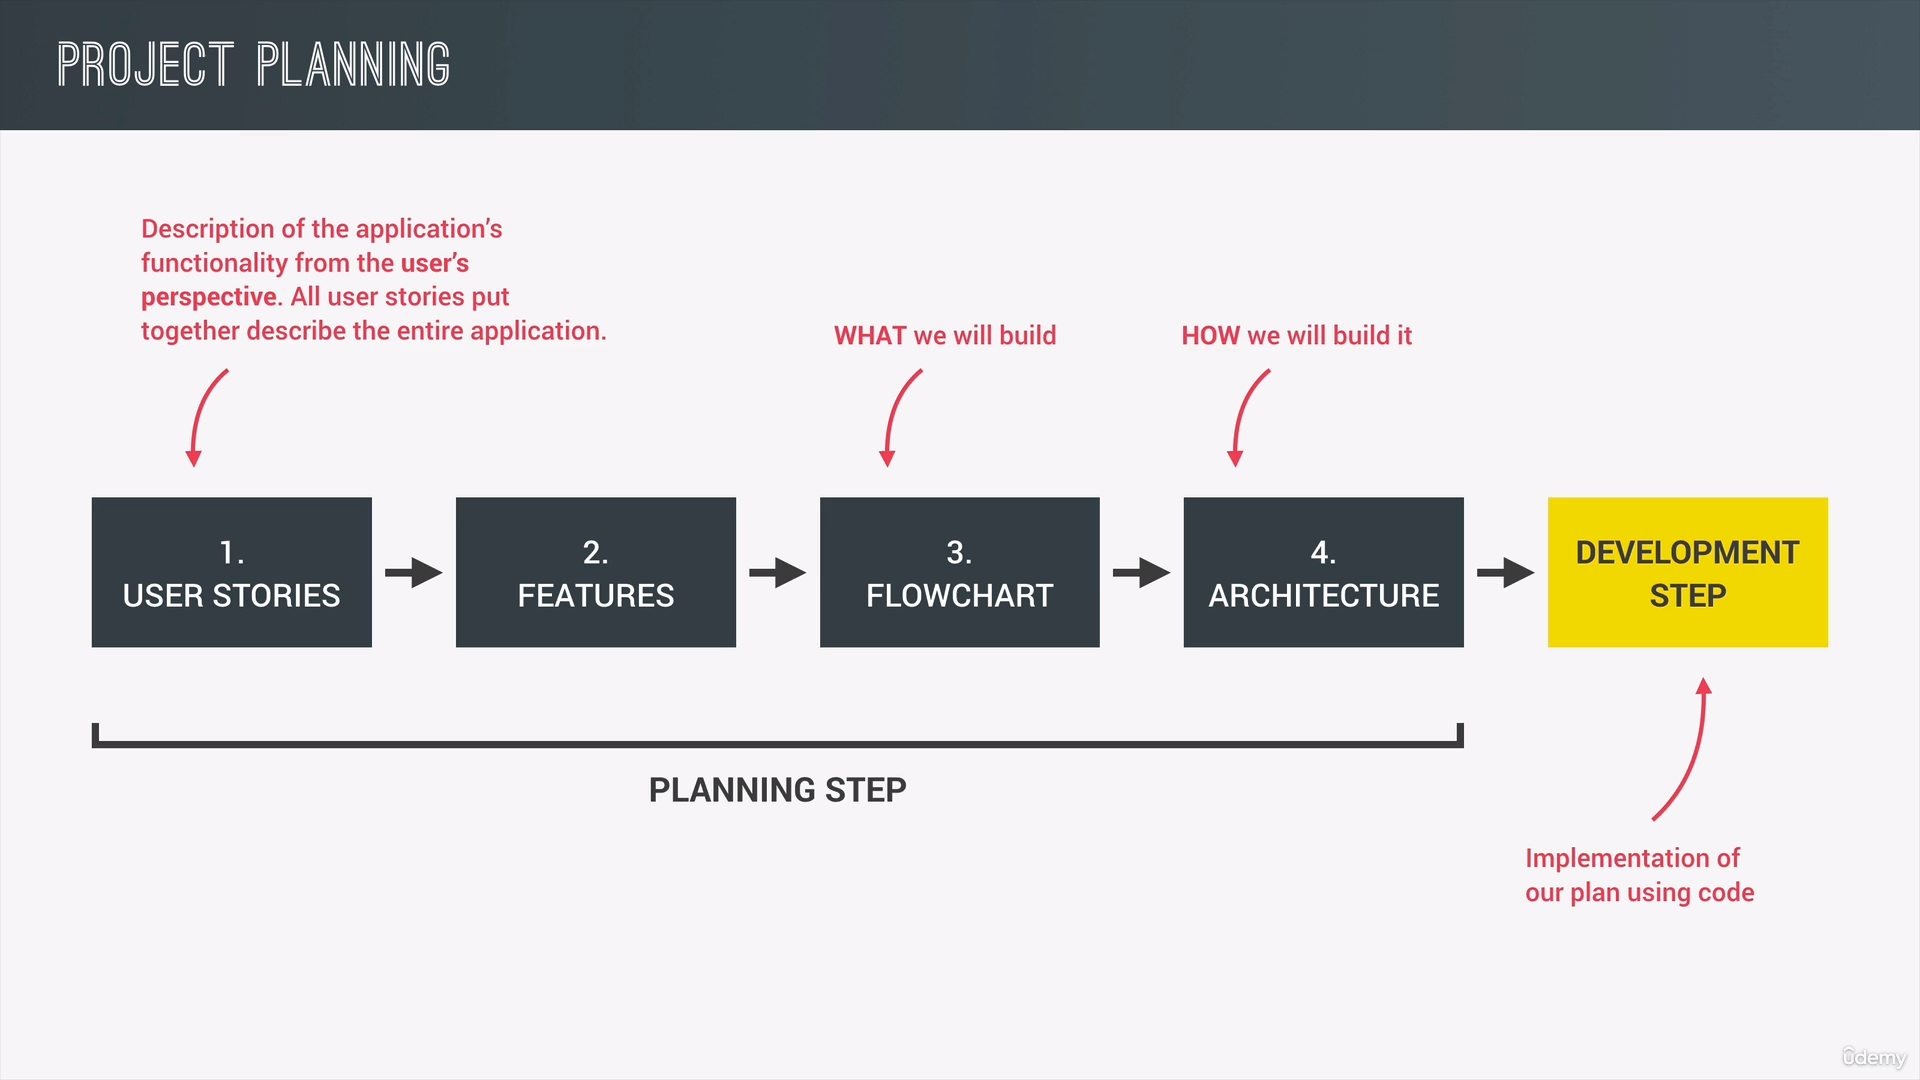 PROJECT PLANNING
Description of the application's
functionality from the user's
perspective. All user stories put
together describe the entire application.
WHAT we will build
HOW we will build it
1.
USER STORIES
2.
FEATURES
3.
FLOWCHART
4.
ARCHITECTURE
DEVELOPMENT
STEP
PLANNING STEP
Implementation of
our plan using code
ûdemy